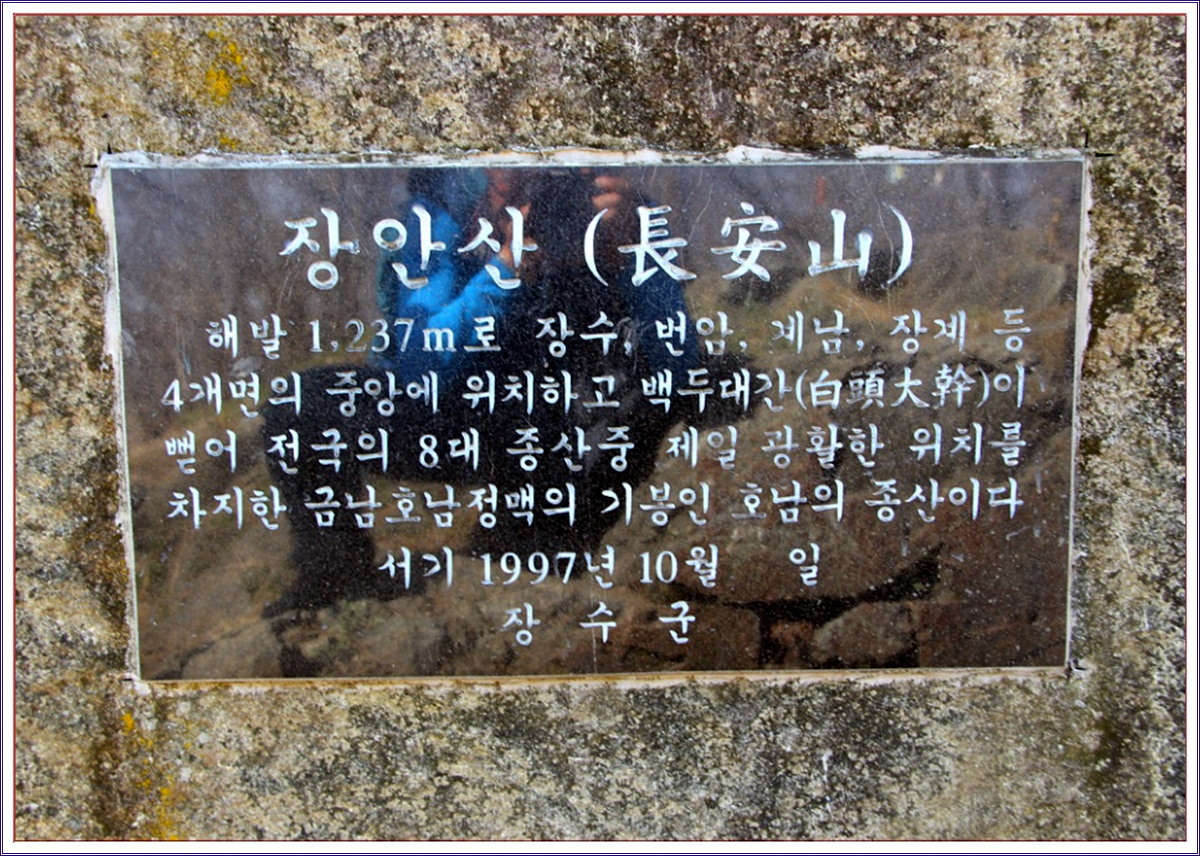 장안산 (長安山)
해발 1,237m로 장수, 번암, 계남, 장계 등
4개면의 중앙에 위치하고 백두대간(白頭大幹)이
뻗어 전국의 8대 종산중 제일 광활한 위치를
차지한 금남호남정맥의 기봉인 호남의 종산이다
서기 1997년 10월 일
장 수 군